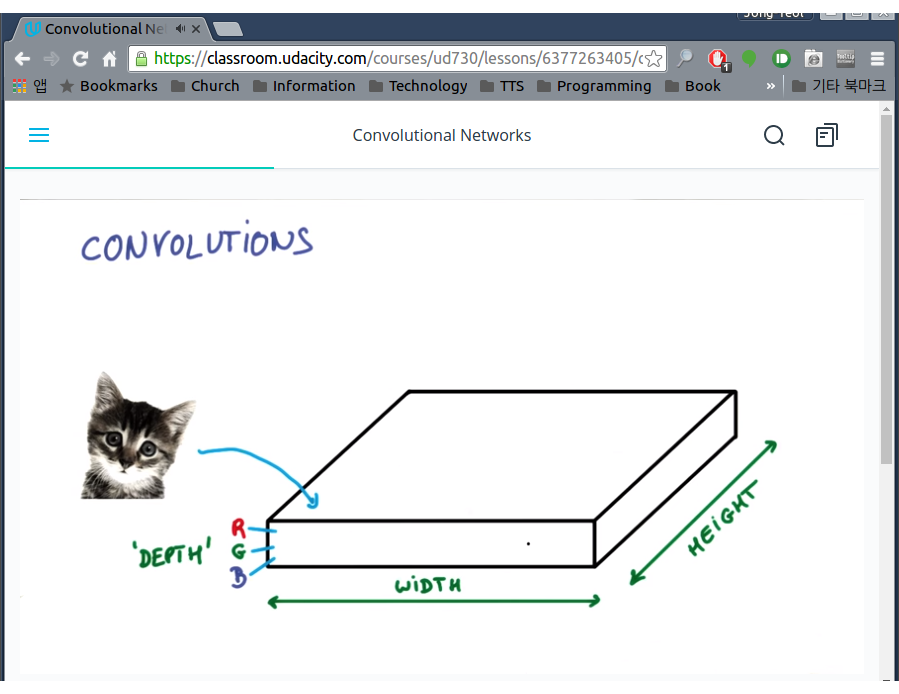 Jong Yeol
Convolutional Ne
https://classroom.udacity.com/courses/ud730/lessons/6377263405/c
1
앱 Bookmarks Church Information Technology TTS Programming Book » 기타 북마크
Convolutional Networks
CONVOLUTIONS
R
'DEPTH' G
B
WIDTH
HEIGHT